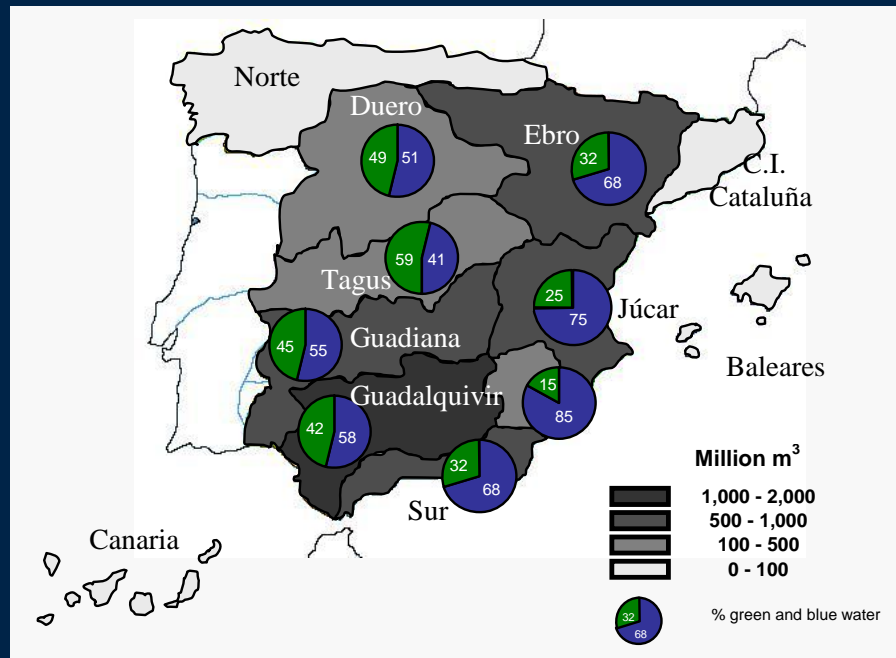 Norte
Duero
49 51
Ebro
32
68
C.I.
Cataluña
59 41
Tagus
25
75
Júcar
45 55
Guadiana
Baleares
Guadalquivir
15
85
42 58
32
68
Sur
Million m³
1,000 - 2,000
500 - 1,000
100 - 500
0 - 100
Canaria
32
68
% green and blue water